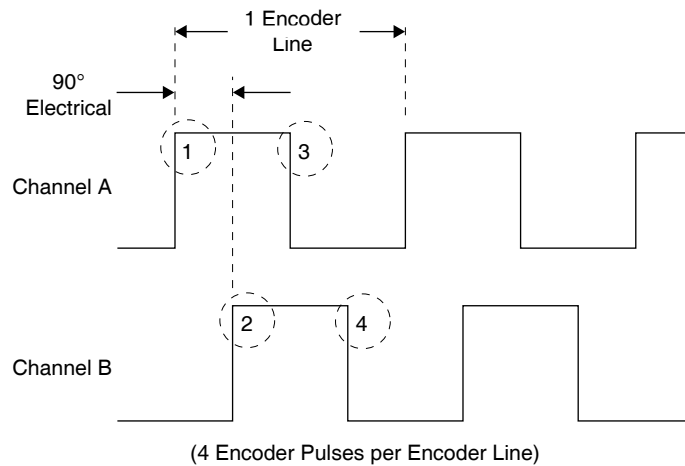 1 Encoder
Line
90°
Electrical
1
3
Channel A
2
4
Channel B
(4 Encoder Pulses per Encoder Line)